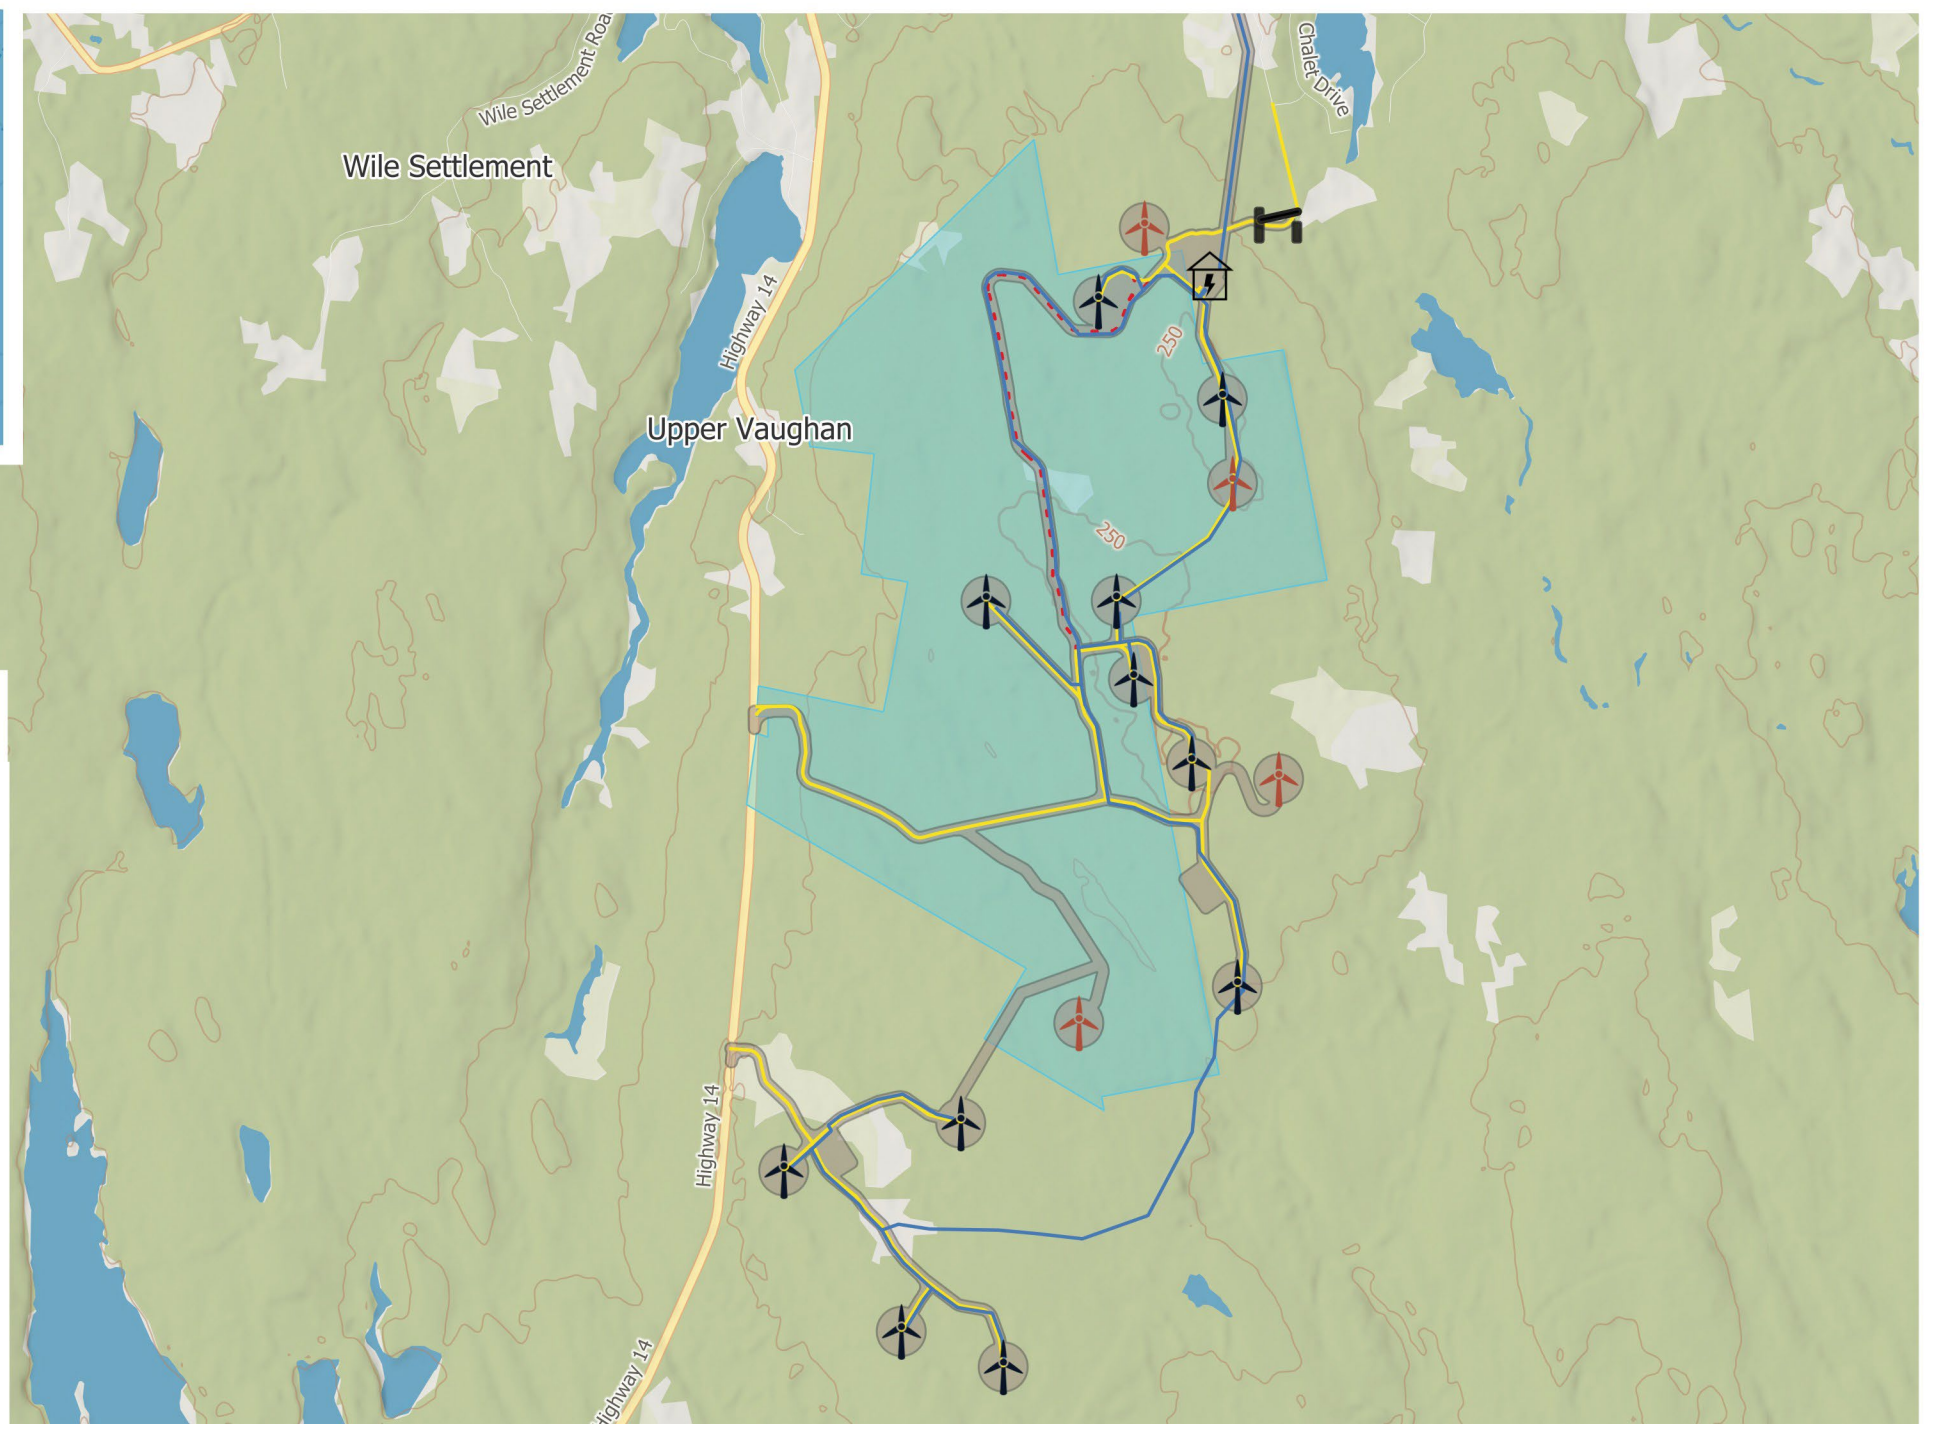 Wile Settlement Roa
Chalet Drive
Wile Settlement
Highway 14
250
Upper Vaughan
250
Highway 14
Highway 14